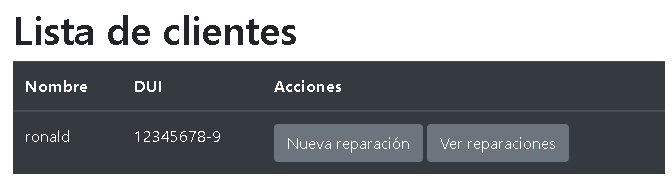 Lista de clientes
Nombre DUI Acciones
ronald 12345678-9 Nueva reparación Ver reparaciones